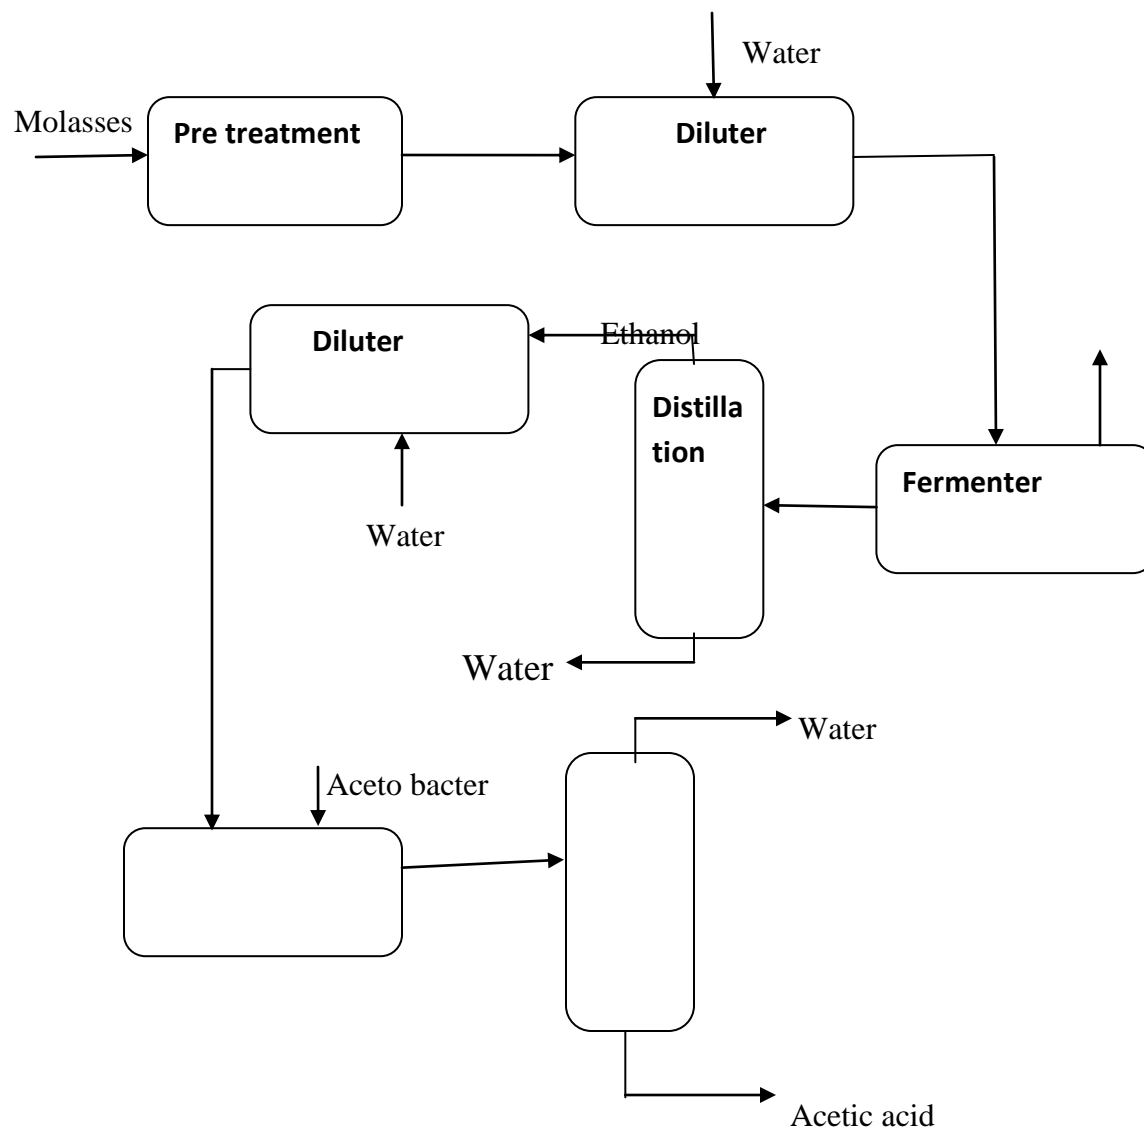 Water
Molasses
Pre treatment
Diluter
Ethanol
Diluter
Distilla
tion
Fermenter
Water
Water
Water
Aceto bacter
Acetic acid